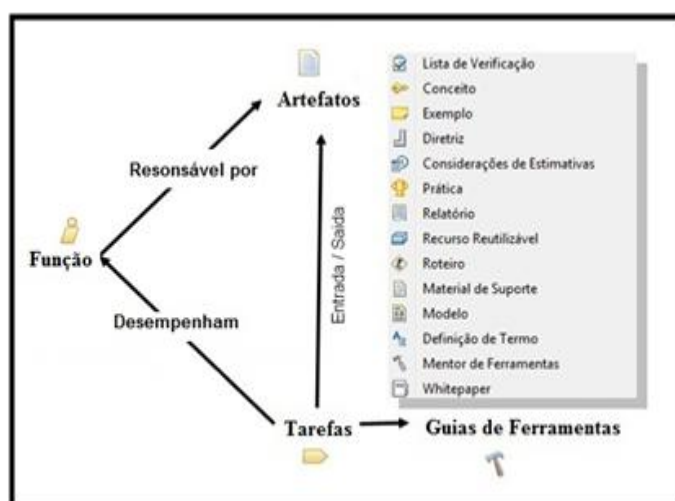 Artefatos
Resonsável por
Função
Desempenham
Entrada / Saida
Tarefas
Lista de Verificação
Conceito
Exemplo
Diretriz
Considerações de Estimativas
Prática
Relatório
Recurso Reutilizável
Roteiro
Material de Suporte
Modelo
Definição de Termo
Mentor de Ferramentas
Whitepaper
Guias de Ferramentas